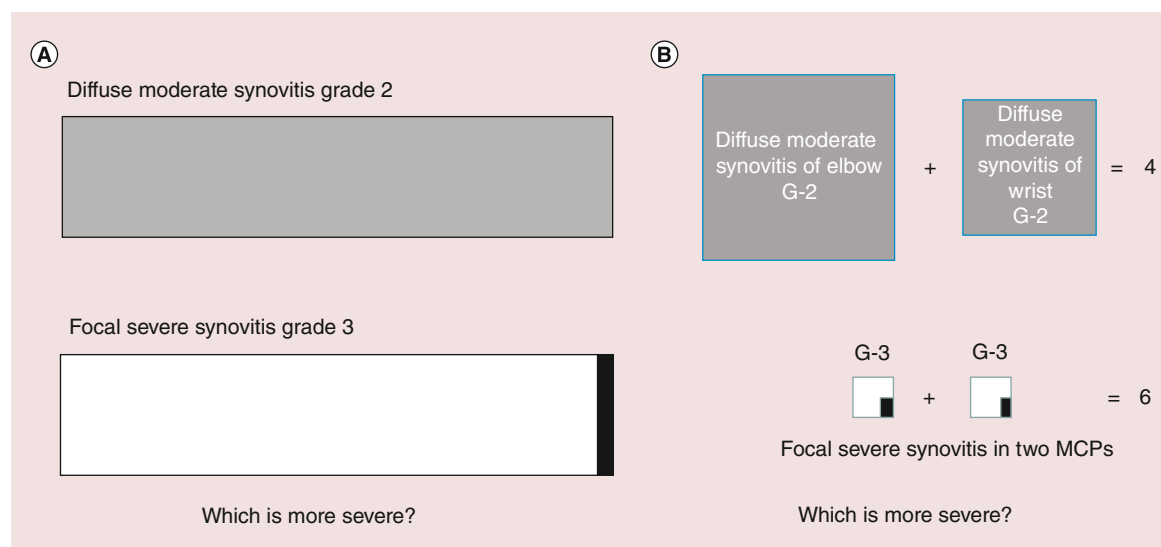 A
Diffuse moderate synovitis grade 2
Focal severe synovitis grade 3
Which is more severe?
B
Diffuse moderate
synovitis of elbow
G-2
+
Diffuse
moderate
synovitis of
wrist
G-2
= 4
G-3 G-3
+ = 6
Focal severe synovitis in two MCPs
Which is more severe?